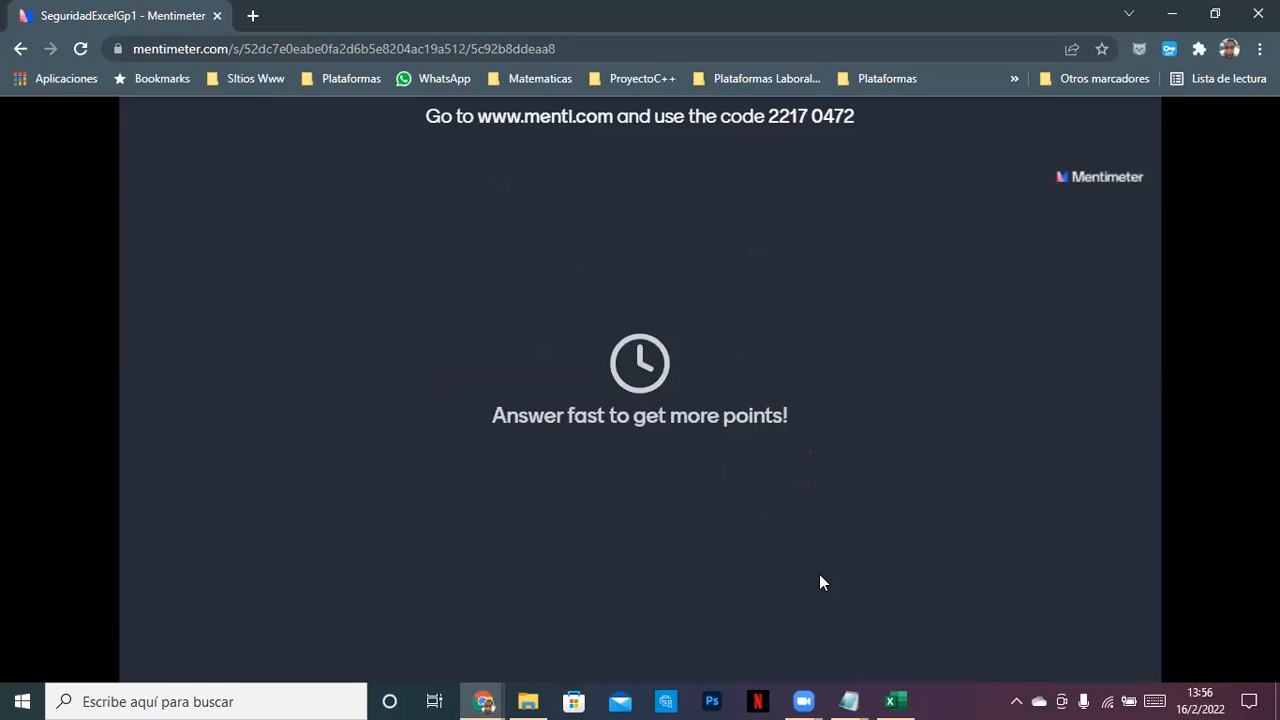 SeguridadExcelGp1 - Mentimeter
mentimeter.com/s/52dc7e0eabe0fa2d6b5e8204ac19a512/5c92b8ddeaa8
Aplicaciones Bookmarks SItios Www Plataformas WhatsApp Matematicas ProyectoC++ Plataformas Laboral... Plataformas » Otros marcadores Lista de lectura
Go to www.menti.com and use the code 2217 0472
Mentimeter
Answer fast to get more points!
Escribe aquí para buscar
Ps
N
13:56
16/2/2022